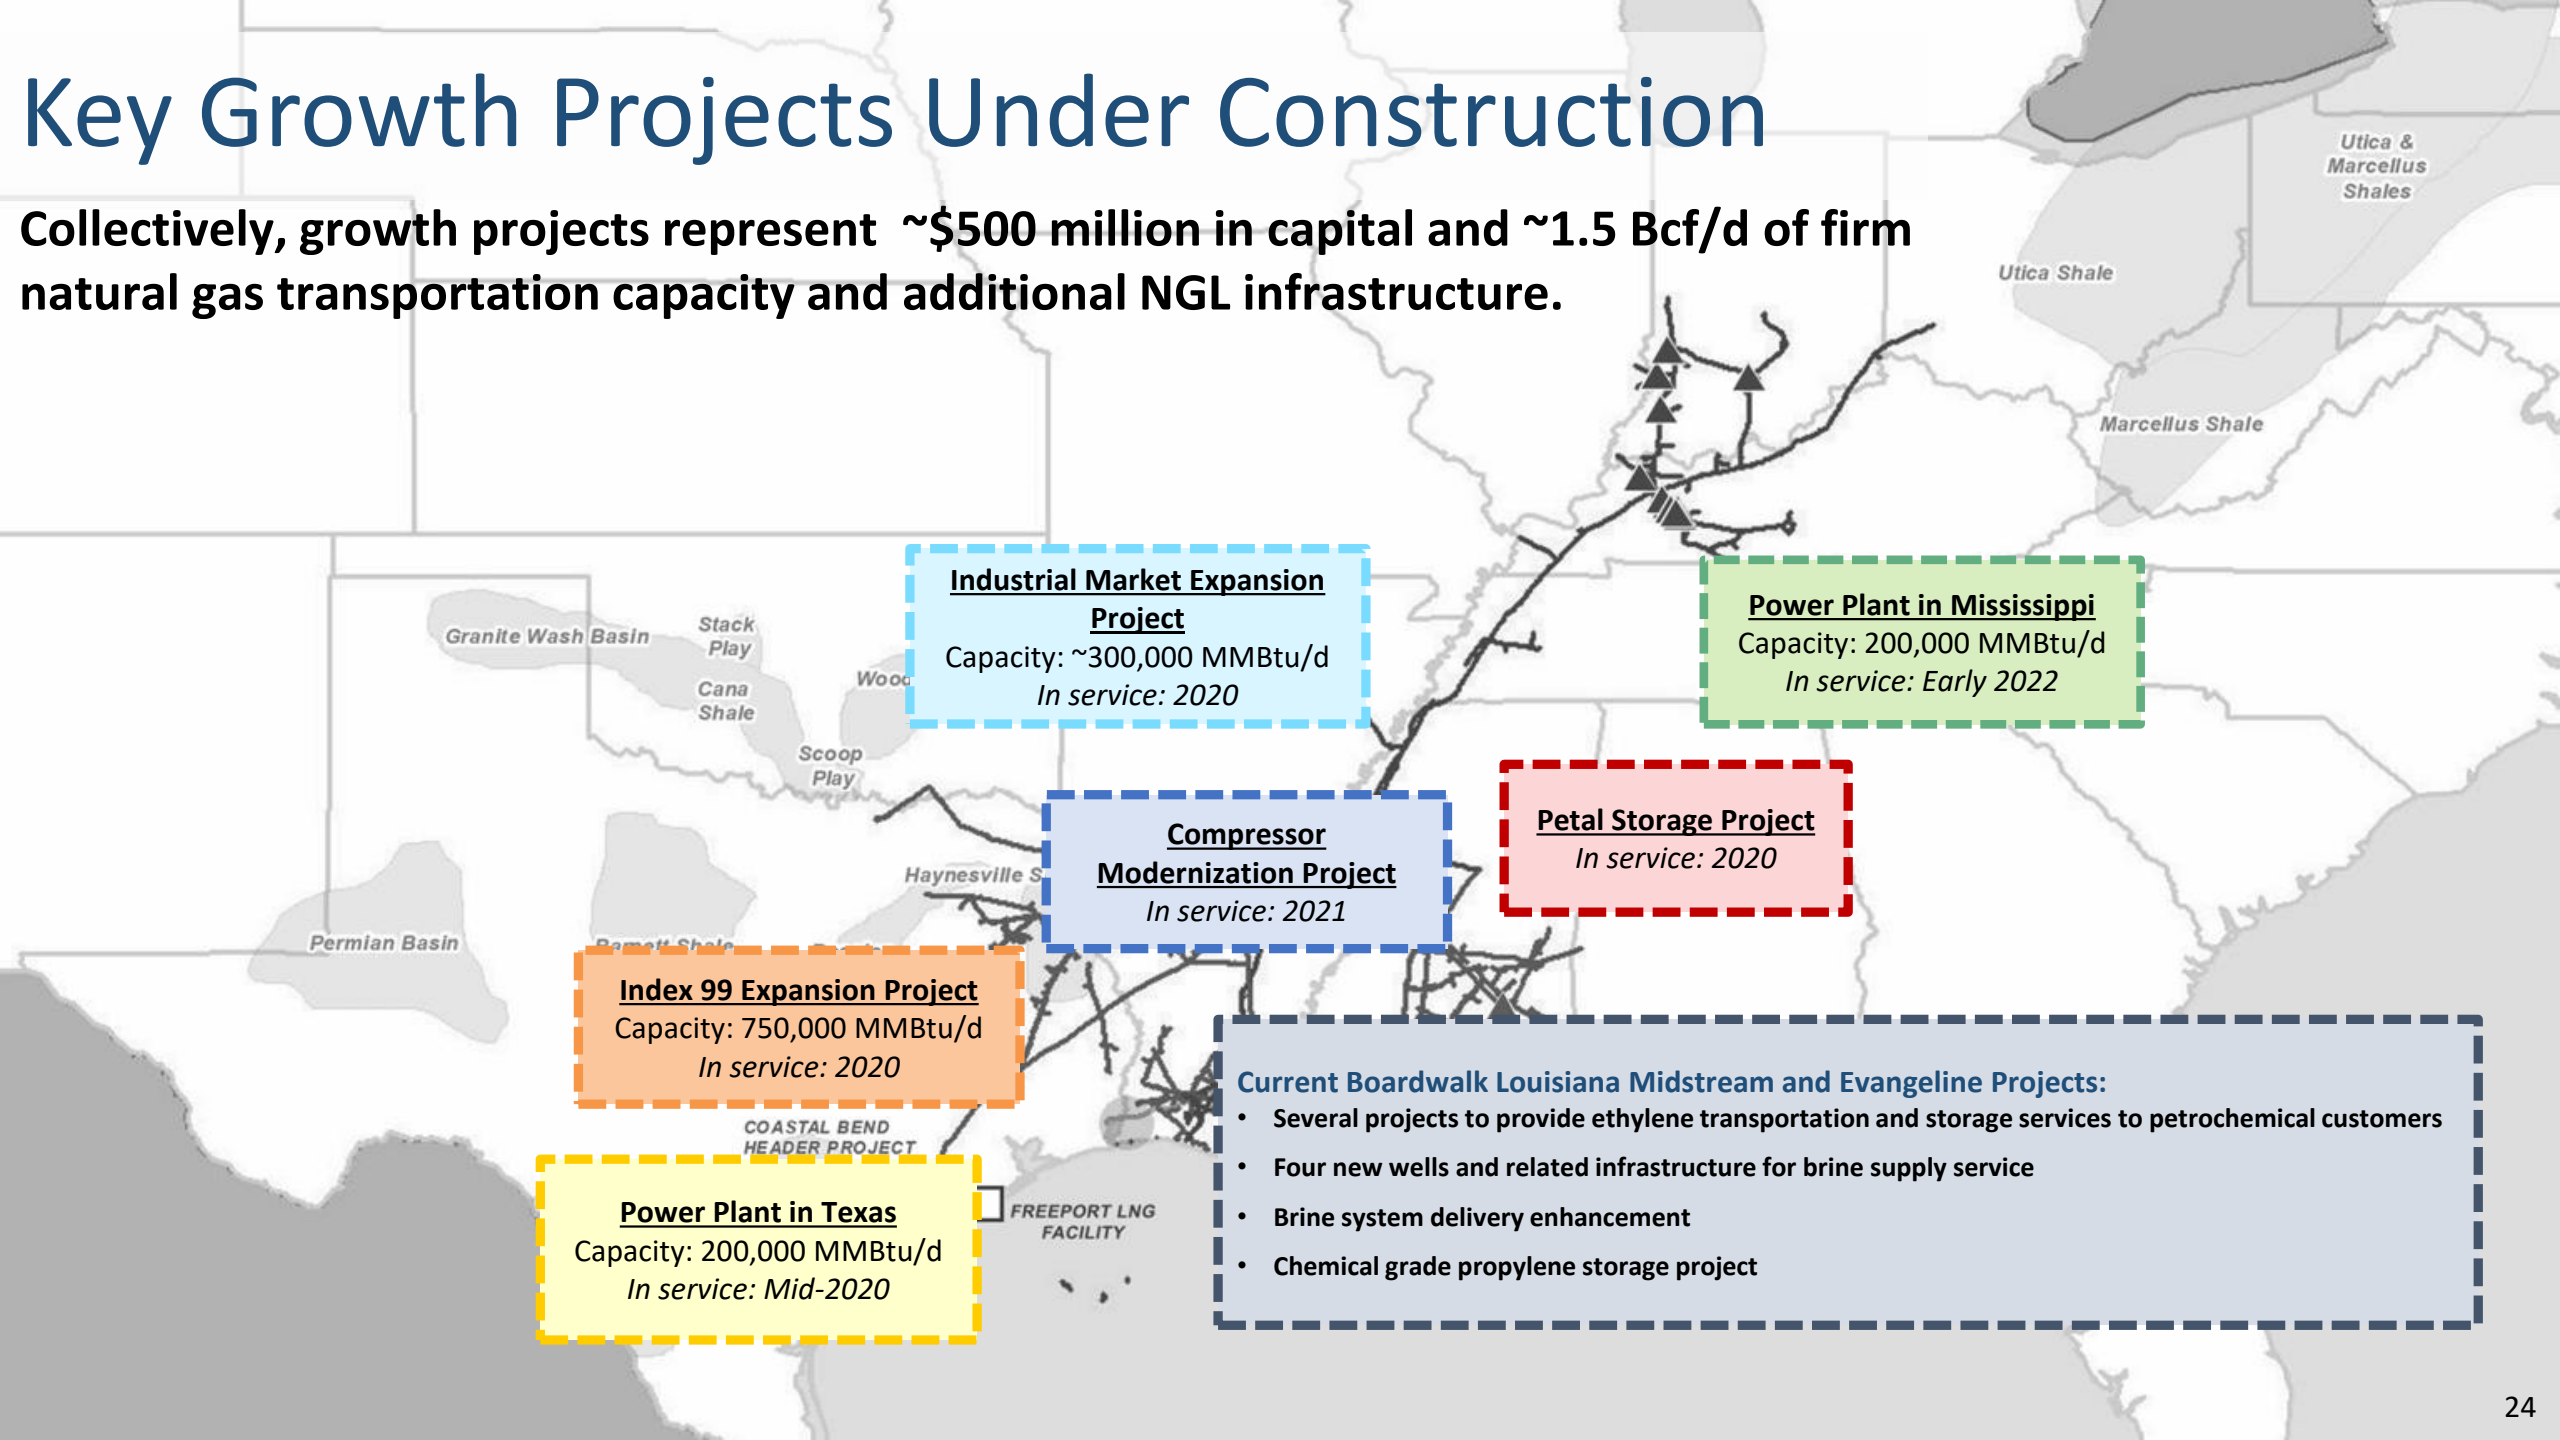 Key Growth Projects Under Construction
Collectively, growth projects represent ~$500 million in capital and ~1.5 Bcf/d of firm
natural gas transportation capacity and additional NGL infrastructure.
Utica &
Marcellus
Shales
Utica Shale
Marcellus Shale
Industrial Market Expansion
Project
Capacity: ~300,000 MMBtu/d
In service: 2020
Power Plant in Mississippi
Capacity: 200,000 MMBtu/d
In service: Early 2022
Granite Wash Basin
Stack
Play
Cana
Shale
Wood
Scoop
Play
Petal Storage Project
In service: 2020
Compressor
Modernization Project
In service: 2021
Haynesville S
Permian Basin
Barnett Shale
Index 99 Expansion Project
Capacity: 750,000 MMBtu/d
In service: 2020
COASTAL BEND
HEADER PROJECT
Power Plant in Texas
Capacity: 200,000 MMBtu/d
In service: Mid-2020
FREEPORT LNG
FACILITY
Current Boardwalk Louisiana Midstream and Evangeline Projects:
• Several projects to provide ethylene transportation and storage services to petrochemical customers
• Four new wells and related infrastructure for brine supply service
• Brine system delivery enhancement
• Chemical grade propylene storage project
24